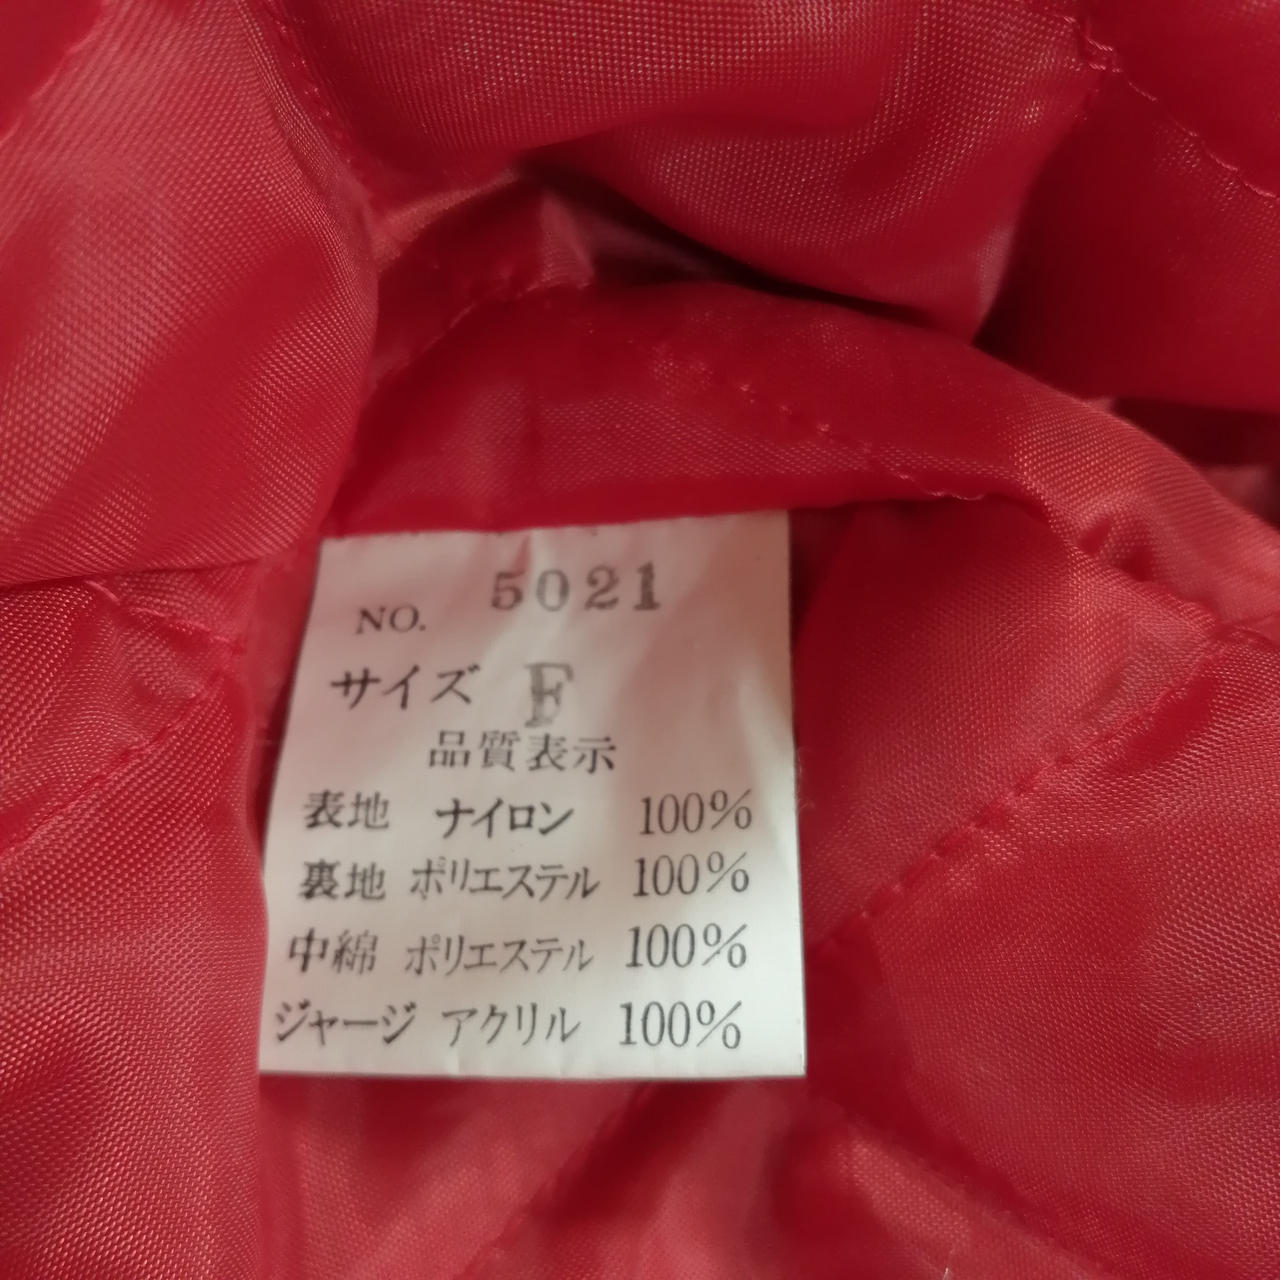 NO. 5021
サイズ F
品質表示
表地 ナイロン 100%
裏地 ポリエステル 100%
中綿 ポリエステル 100%
ジャージ アクリル 100%